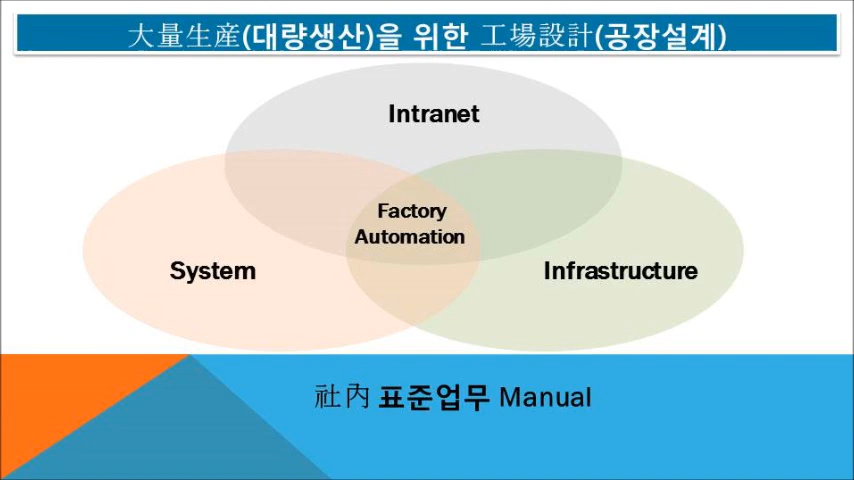 大量生産(대량생산)을 위한 工場設計(공장설계)
Intranet
Factory
Automation
System
Infrastructure
社內 표준업무 Manual